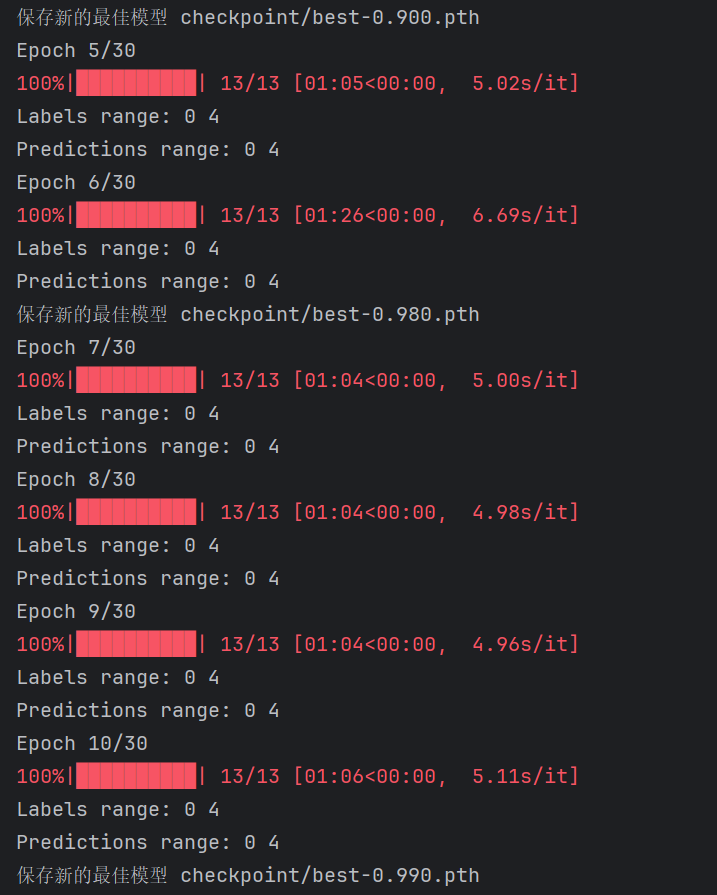 保存新的最佳模型 checkpoint/best-0.900.pth
Epoch 5/30
100%|██████████| 13/13 [01:05<00:00,  5.02s/it]
Labels range: 0 4
Predictions range: 0 4
Epoch 6/30
100%|██████████| 13/13 [01:26<00:00,  6.69s/it]
Labels range: 0 4
Predictions range: 0 4
保存新的最佳模型 checkpoint/best-0.980.pth
Epoch 7/30
100%|██████████| 13/13 [01:04<00:00,  5.00s/it]
Labels range: 0 4
Predictions range: 0 4
Epoch 8/30
100%|██████████| 13/13 [01:04<00:00,  4.98s/it]
Labels range: 0 4
Predictions range: 0 4
Epoch 9/30
100%|██████████| 13/13 [01:04<00:00,  4.96s/it]
Labels range: 0 4
Predictions range: 0 4
Epoch 10/30
100%|██████████| 13/13 [01:06<00:00,  5.11s/it]
Labels range: 0 4
Predictions range: 0 4
保存新的最佳模型 checkpoint/best-0.990.pth